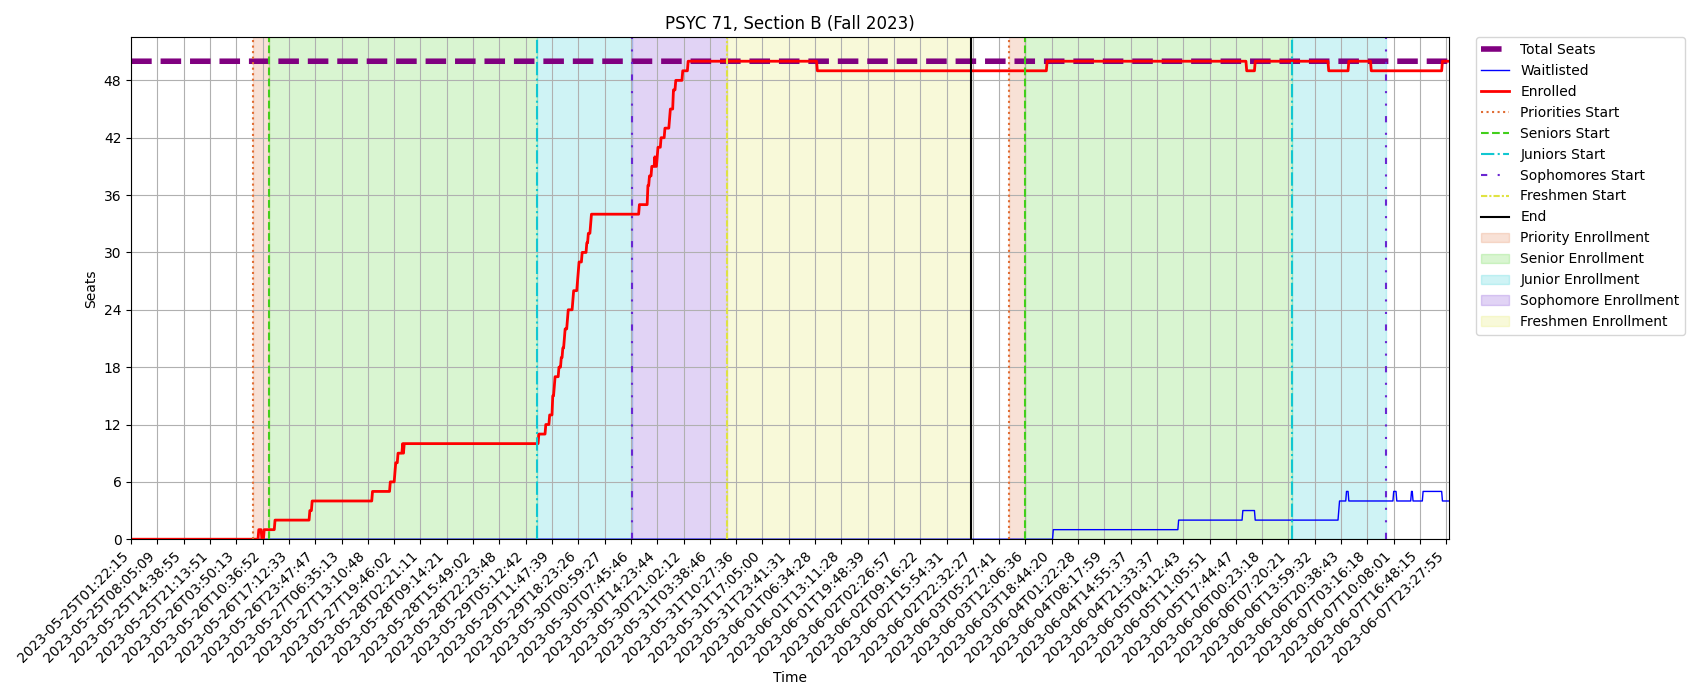 PSYC 71, Section B (Fall 2023)
Seats
48
42
36
30
24
18
12
6
0
2023-05-25T01:22:15
2023-05-25T08:05:09
2023-05-25T14:38:55
2023-05-25T21:13:51
2023-05-26T03:50:13
2023-05-26T10:36:52
2023-05-26T17:12:33
2023-05-26T23:47:47
2023-05-27T06:35:13
2023-05-27T13:10:48
2023-05-27T19:46:02
2023-05-28T02:21:11
2023-05-28T09:14:21
2023-05-28T15:49:02
2023-05-28T22:23:48
2023-05-29T05:12:42
2023-05-29T11:47:39
2023-05-29T18:23:26
2023-05-30T00:59:27
2023-05-30T07:45:46
2023-05-30T14:23:44
2023-05-30T21:02:12
2023-05-31T03:38:46
2023-05-31T10:27:36
2023-05-31T17:05:00
2023-05-31T23:41:31
2023-06-01T06:34:28
2023-06-01T13:11:28
2023-06-01T19:48:39
2023-06-02T02:26:57
2023-06-02T09:16:22
2023-06-02T15:54:31
2023-06-02T22:32:27
2023-06-03T05:27:41
2023-06-03T12:06:36
2023-06-03T18:44:20
2023-06-04T01:22:28
2023-06-04T08:17:59
2023-06-04T14:55:37
2023-06-04T21:33:37
2023-06-05T04:12:43
2023-06-05T11:05:51
2023-06-05T17:44:47
2023-06-06T00:23:18
2023-06-06T07:20:21
2023-06-06T13:59:32
2023-06-06T20:38:43
2023-06-07T03:16:18
2023-06-07T10:08:01
2023-06-07T16:48:15
2023-06-07T23:27:55
Time
Total Seats
Waitlisted
Enrolled
Priorities Start
Seniors Start
Juniors Start
Sophomores Start
Freshmen Start
End
Priority Enrollment
Senior Enrollment
Junior Enrollment
Sophomore Enrollment
Freshmen Enrollment